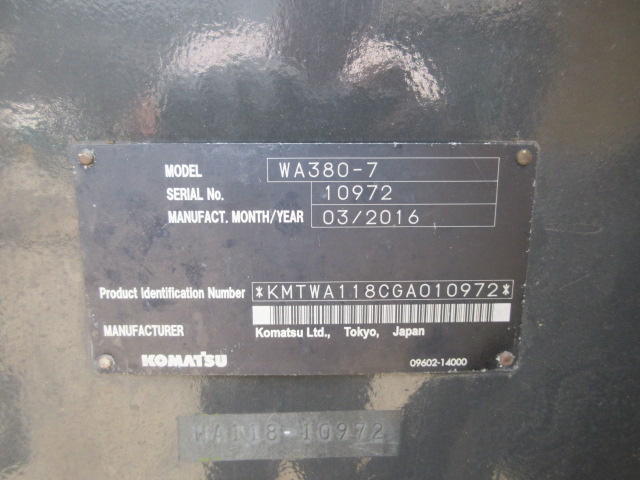 MODEL WA380-7
SERIAL No. 10972
MANUFACT. MONTH/YEAR 03/2016
Product Identification Number *KMTWA118CGA010972*
MANUFACTURER Komatsu Ltd., Tokyo, Japan
KOMATSU 09602-14000
WA118-10972